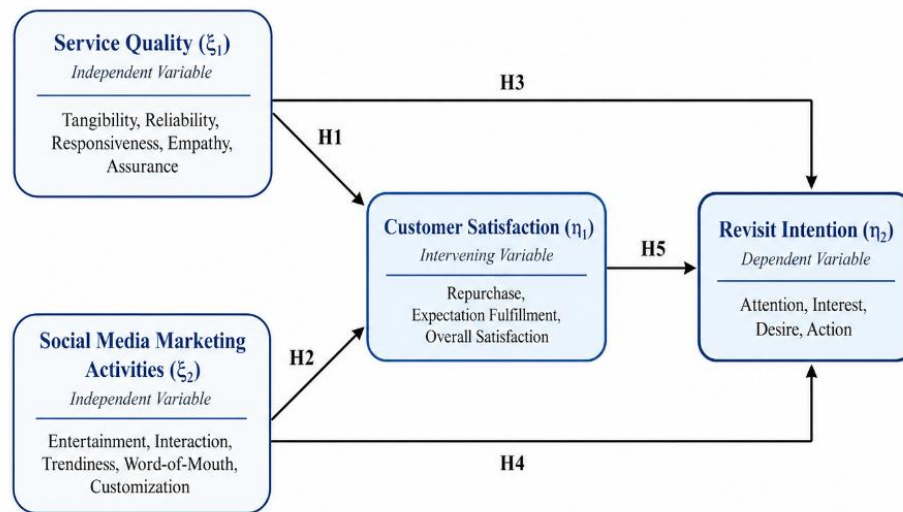 Service Quality (ξ₁)
Independent Variable
Tangibility, Reliability,
Responsiveness, Empathy,
Assurance
H3
H1
Customer Satisfaction (η₁)
Intervening Variable
Repurchase,
Expectation Fulfillment,
Overall Satisfaction
H5
Revisit Intention (η₂)
Dependent Variable
Attention, Interest,
Desire, Action
Social Media Marketing
Activities (ξ₂)
Independent Variable
Entertainment, Interaction,
Trendiness, Word-of-Mouth,
Customization
H2
H4